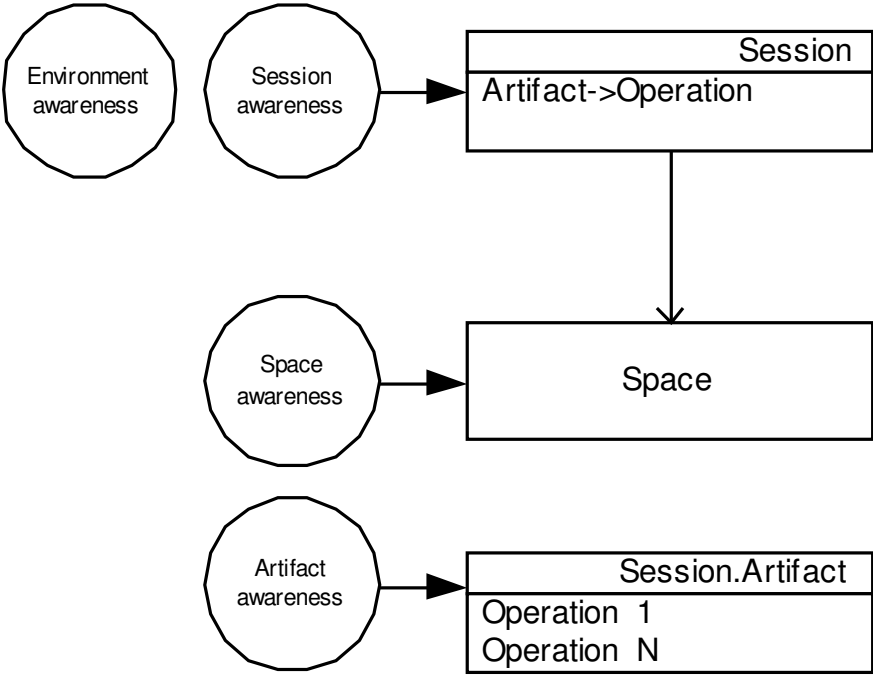 Environment
awareness
Session
awareness
Session
Artifact->Operation
Space
awareness
Space
Artifact
awareness
Session.Artifact
Operation 1
Operation N